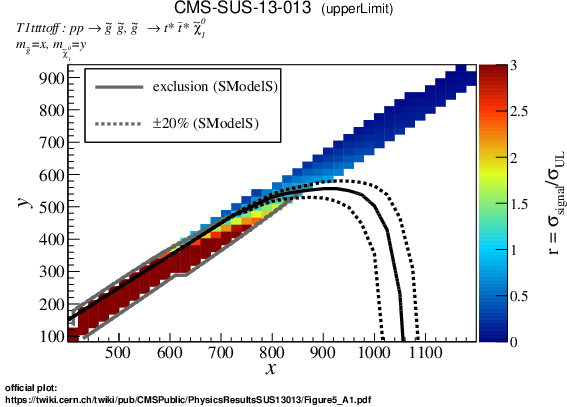 CMS-SUS-13-013 (upperLimit)
T1ttttoff : pp → g̃ g̃, g̃ → t* t̄* χ̃₁⁰
m_g̃=x, m_χ̃₁⁰=y
900
800
700
600
500
400
300
200
100
y
exclusion (SModelS)
±20% (SModelS)
500 600 700 800 900 1000 1100
x
3
2.5
2
1.5
1
0.5
0
r = σ_signal/σ_UL
official plot:
https://twiki.cern.ch/twiki/pub/CMSPublic/PhysicsResultsSUS13013/Figure5_A1.pdf